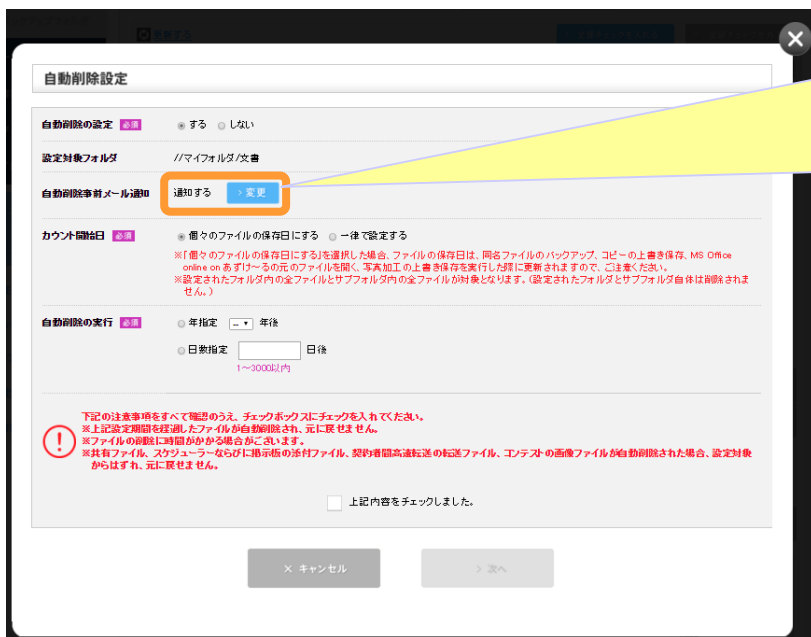 変更する
自動削除設定
自動削除の設定 必須 する しない
設定対象フォルダ //マイフォルダ/文書
自動削除事前メール通知 通知する >変更
カウント開始日 必須 個々のファイルの保存日にする 一律で設定する
※「個々のファイルの保存日にする」を選択した場合、ファイルの保存日は、同名ファイルのバックアップ、コピーの上書き保存、MS Office
online on あずけ～るの元のファイルを開く、写真加工の上書き保存を実行した際に更新されますので、ご注意ください。
※設定されたフォルダ内の全ファイルとサブフォルダ内の全ファイルが対象となります。(設定されたフォルダとサブフォルダ自体は削除されま
せん。)
自動削除の実行 必須 年指定 -- 年後
日数指定 日後
1～3000以内
下記の注意事項をすべて確認のうえ、チェックボックスにチェックを入れてください。
※上記設定期間を経過したファイルが自動削除され、元に戻せません。
※ファイルの削除に時間がかかる場合がございます。
※共有ファイル、スケジューラーならびに掲示板の添付ファイル、契約者間高速転送の転送ファイル、コンテストの画像ファイルが自動削除された場合、設定対象
からはずれ、元に戻せません。
上記内容をチェックしました。
× キャンセル
> 次へ